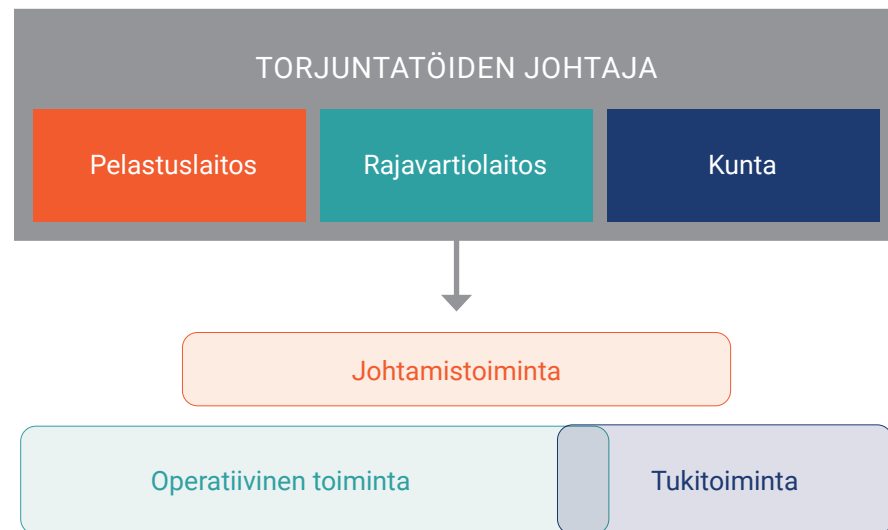 TORJUNTATÖIDEN JOHTAJA
Pelastuslaitos
Rajavartiolaitos
Kunta
Johtamistoiminta
Operatiivinen toiminta
Tukitoiminta